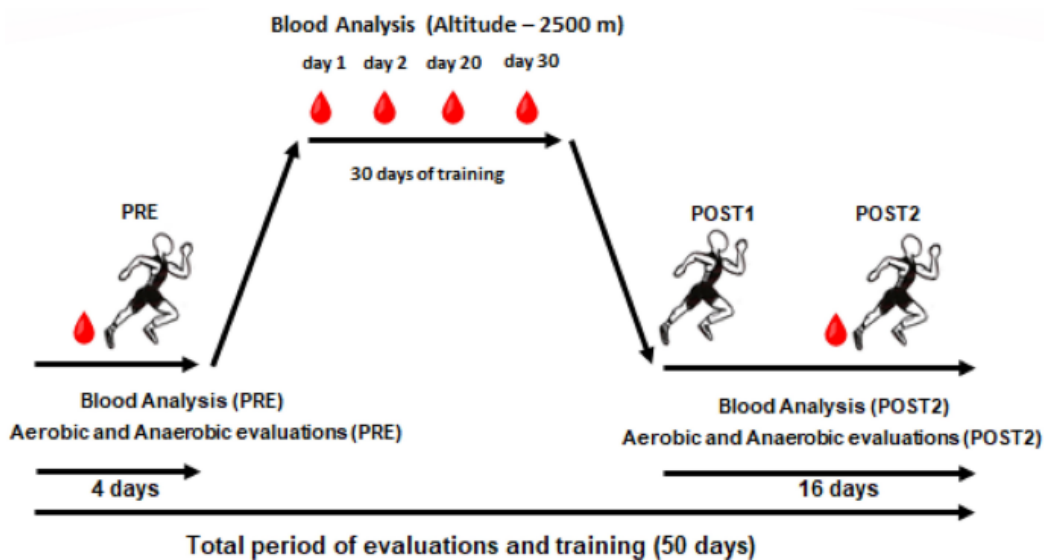 Blood Analysis (Altitude – 2500 m)
day 1 day 2 day 20 day 30
30 days of training
PRE
POST1 POST2
Blood Analysis (PRE)
Aerobic and Anaerobic evaluations (PRE)
Blood Analysis (POST2)
Aerobic and Anaerobic evaluations (POST2)
4 days
16 days
Total period of evaluations and training (50 days)